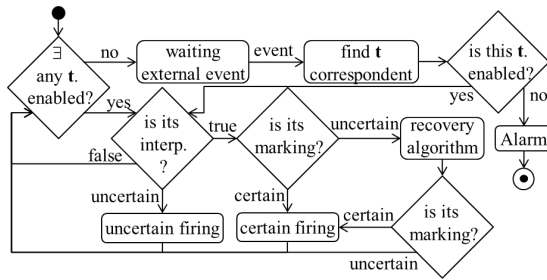 ∃
any t.
enabled?
no
waiting
external event
event
find t
correspondent
is this t.
enabled?
yes
no
Alarm
yes
is its
interp.
?
true
false
uncertain
uncertain firing
is its
marking?
uncertain
certain
certain firing
recovery
algorithm
is its
marking?
certain
uncertain